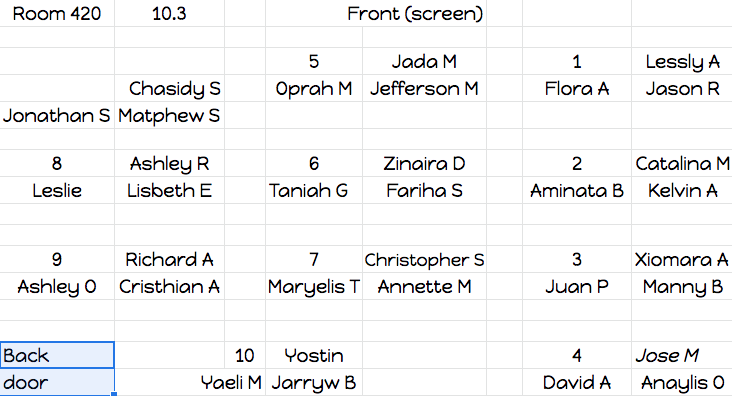 Room 420 10.3 Front (screen)
5 Jada M 1 Lessly A
Chasidy S Oprah M Jefferson M Flora A Jason R
Jonathan S Matphew S
8 Ashley R 6 Zinaira D 2 Catalina M
Leslie Lisbeth E Taniah G Fariha S Aminata B Kelvin A
9 Richard A 7 Christopher S 3 Xiomara A
Ashley O Cristhian A Maryelis T Annette M Juan P Manny B
Back 10 Yostin 4 Jose M
door Yaeli M Jarryw B David A Anaylis O